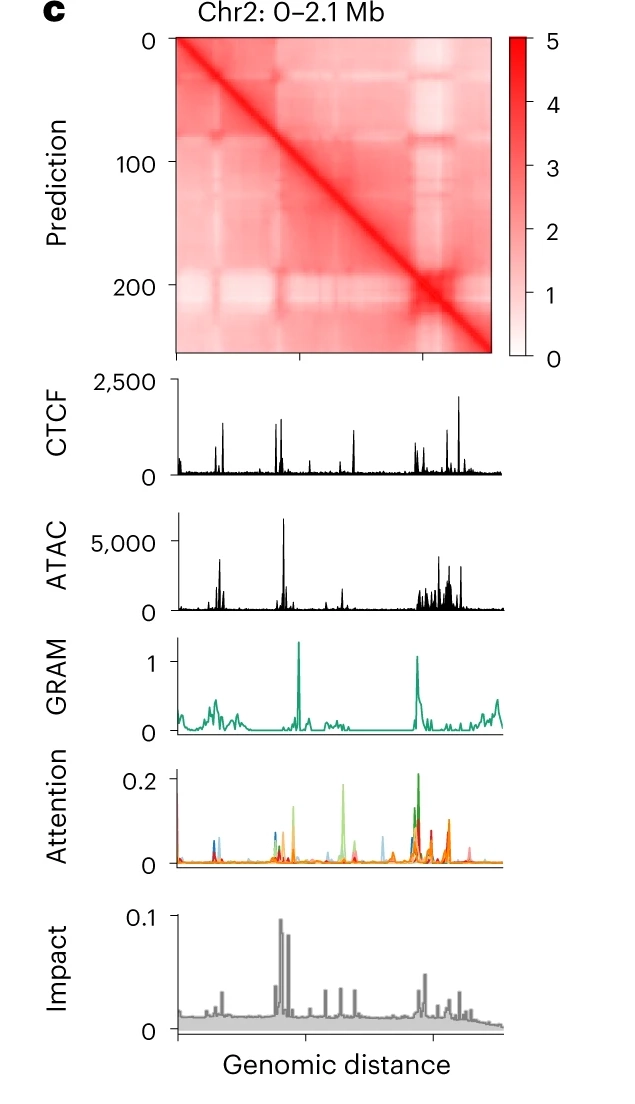 c
Chr2: 0–2.1 Mb
Prediction
0
100
200
5
4
3
2
1
0
CTCF
2,500
0
ATAC
5,000
0
GRAM
1
0
Attention
0.2
0
Impact
0.1
0
Genomic distance